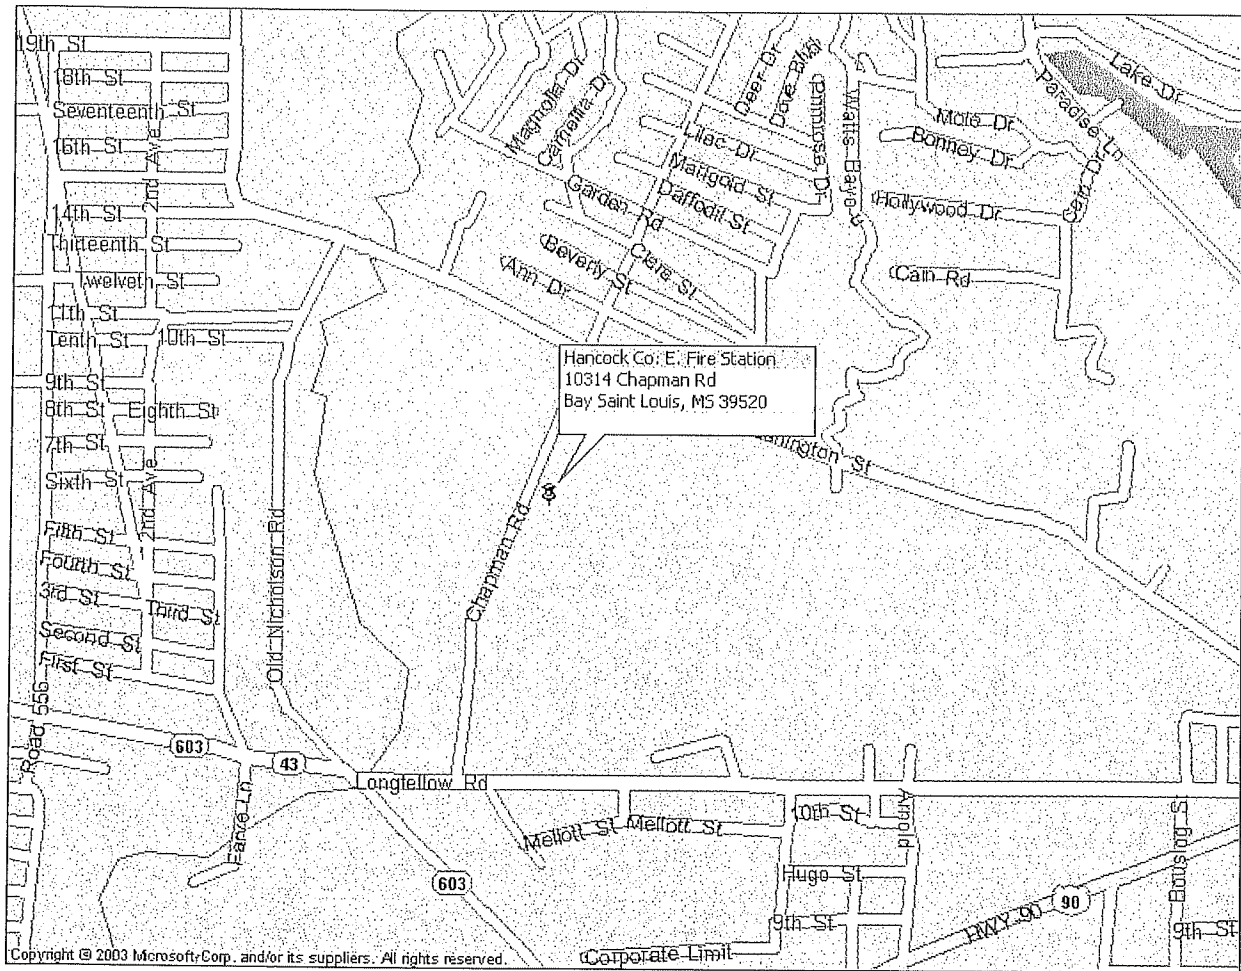 19th St
18th St
Seventeenth St
16th St
2nd Ave
14th St
Thirteenth St
Twelveth St
11th St
Tenth St
10th St
9th St
8th St
Eighth St
7th St
Sixth St
2nd Ave
Fifth St
Fourth St
3rd St
Third St
Second St
First St
Road 556
Old Nicholson Rd
603
43
Farve Ln
Magnolia Dr
Camellia Dr
Deer Dr
Dove Blvd
Primrose Dr
Lilac Dr
Marigold St
Daffodil St
Garden Rd
Clera St
Beverly St
Ann Dr
Lake Dr
Paradise Ln
Mole Dr
Bonney Dr
Hollywood Dr
Cain Rd
Hancock Co. E. Fire Station
10314 Chapman Rd
Bay Saint Louis, MS 39520
Chapman Rd
Longfellow Rd
Mellott St
Mellott St
603
10th St
Arnold
Hugo St
9th St
HWY 90
90
9th St
Corporate Limit
Copyright © 2003 Microsoft Corp. and/or its suppliers. All rights reserved.